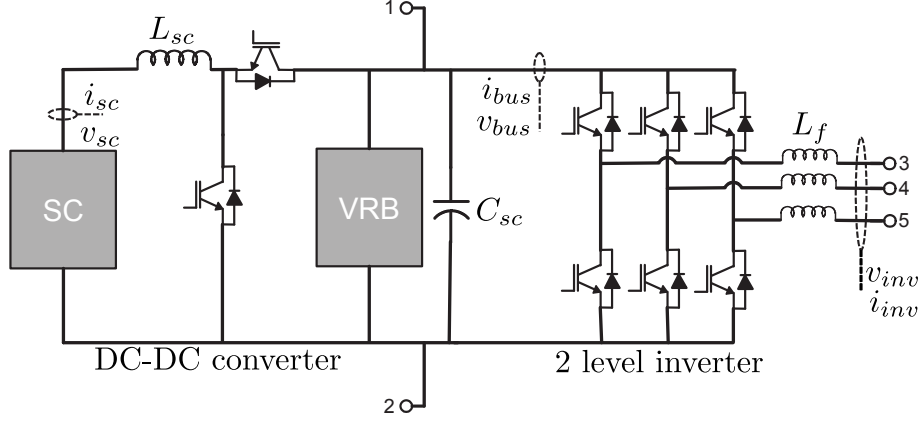 1
L_sc
i_sc
v_sc
i_bus
v_bus
L_f
SC
VRB
C_sc
3
4
5
v_inv
i_inv
DC-DC converter
2 level inverter
2